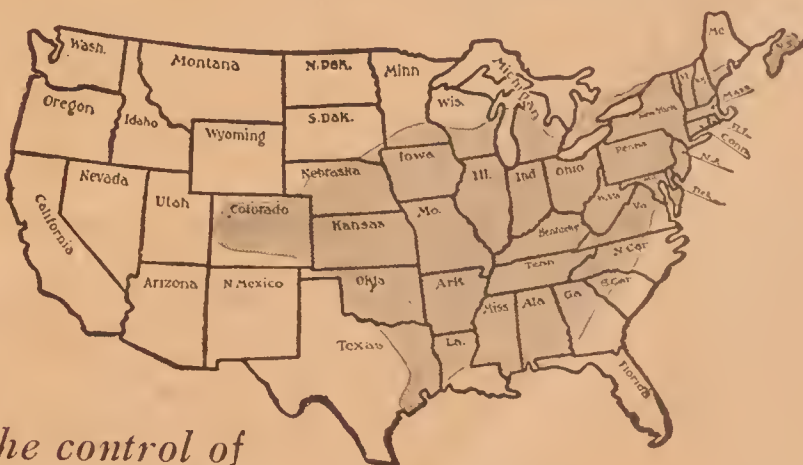 Wash.
Montana
N. Dak.
Minn
Michigan
Me
N.S.
Oregon
Idaho
Wyoming
S. Dak.
Wis.
New York
Mass
R.I.
Conn
Nevada
Utah
Colorado
Nebraska
Iowa
Ill.
Ind
Ohio
Penna
N.J.
Del.
California
Kansas
Mo.
Kentucky
W.Va
Va
Arizona
N. Mexico
Okla
Ark
Tenn
N. Car
S. Car
Texas
La.
Miss
Ala
Ga
Florida
he control of